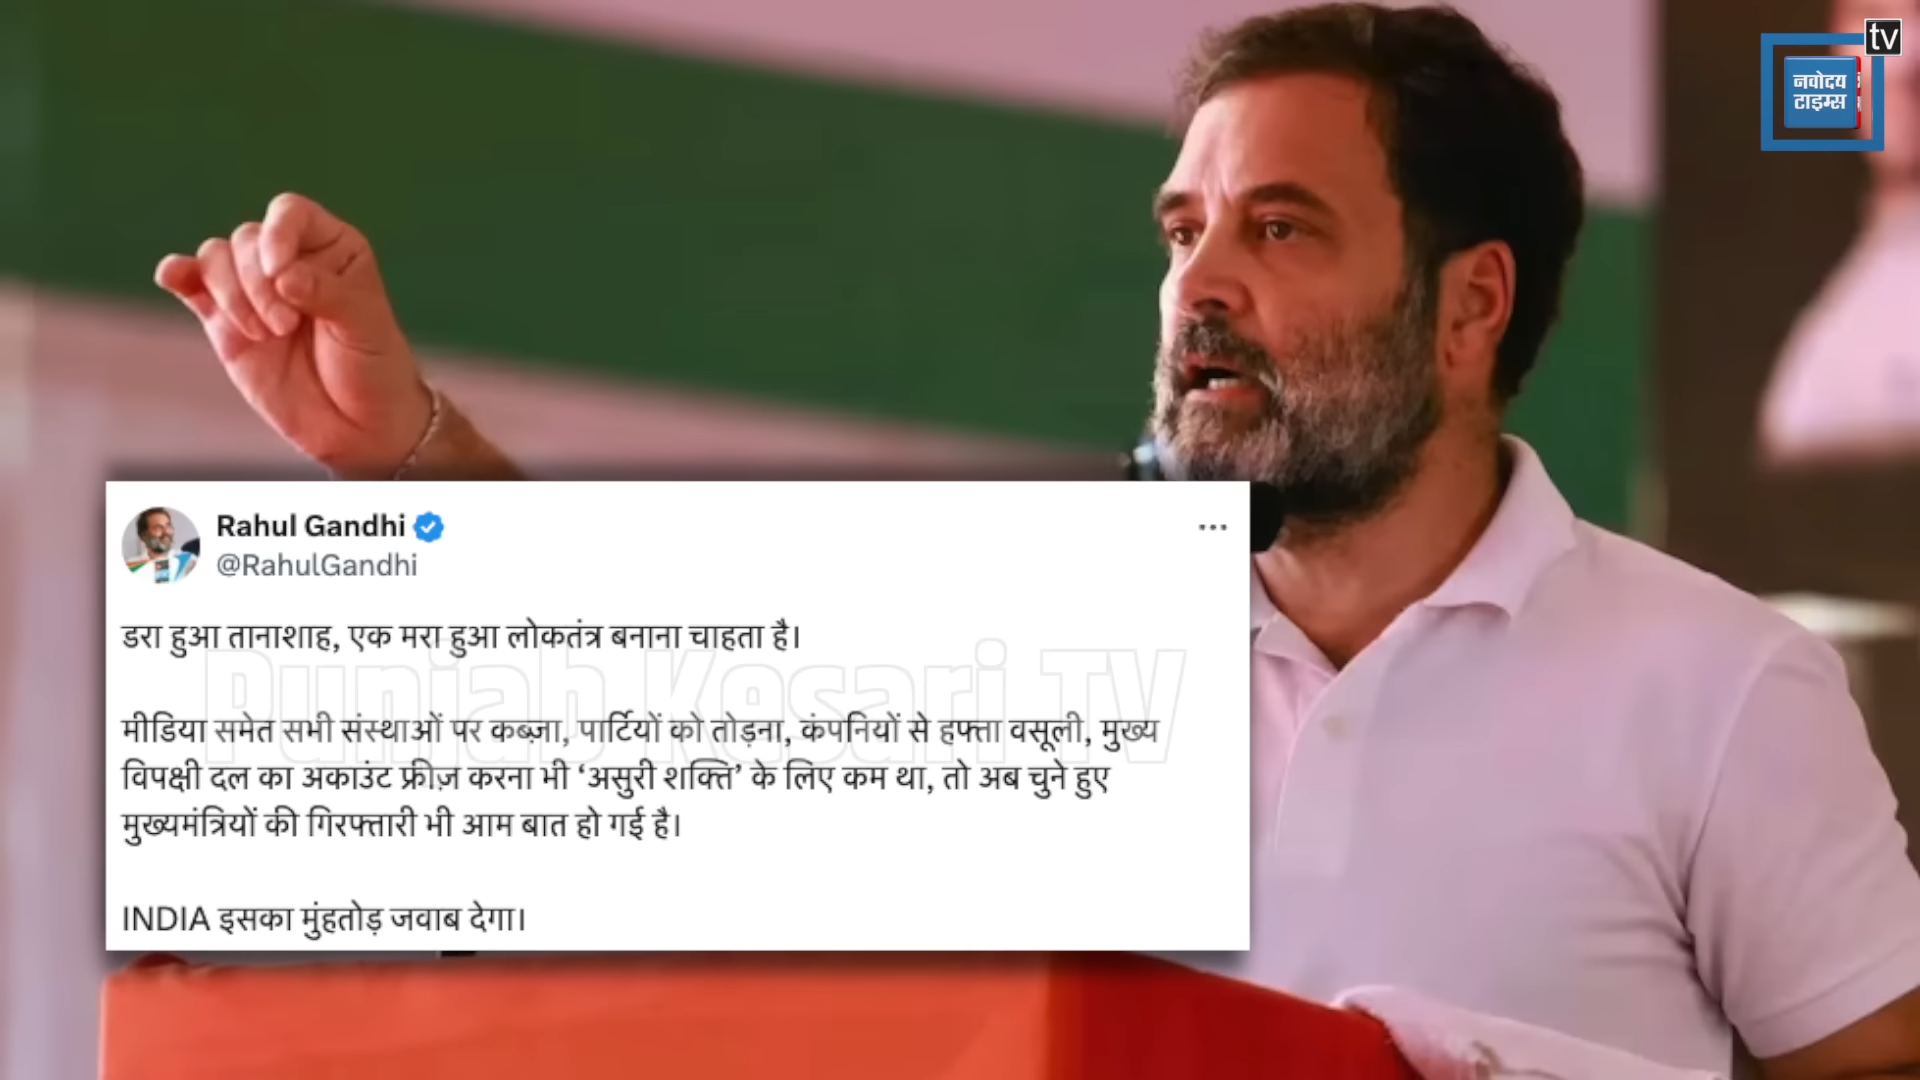 tv
नवोदय
टाइम्स
Rahul Gandhi
@RahulGandhi
डरा हुआ तानाशाह, एक मरा हुआ लोकतंत्र बनाना चाहता है।
मीडिया समेत सभी संस्थाओं पर कब्ज़ा, पार्टियों को तोड़ना, कंपनियों से हफ्ता वसूली, मुख्य
विपक्षी दल का अकाउंट फ्रीज़ करना भी ‘असुरी शक्ति’ के लिए कम था, तो अब चुने हुए
मुख्यमंत्रियों की गिरफ्तारी भी आम बात हो गई है।
INDIA इसका मुंहतोड़ जवाब देगा।
Punjab Kesari TV